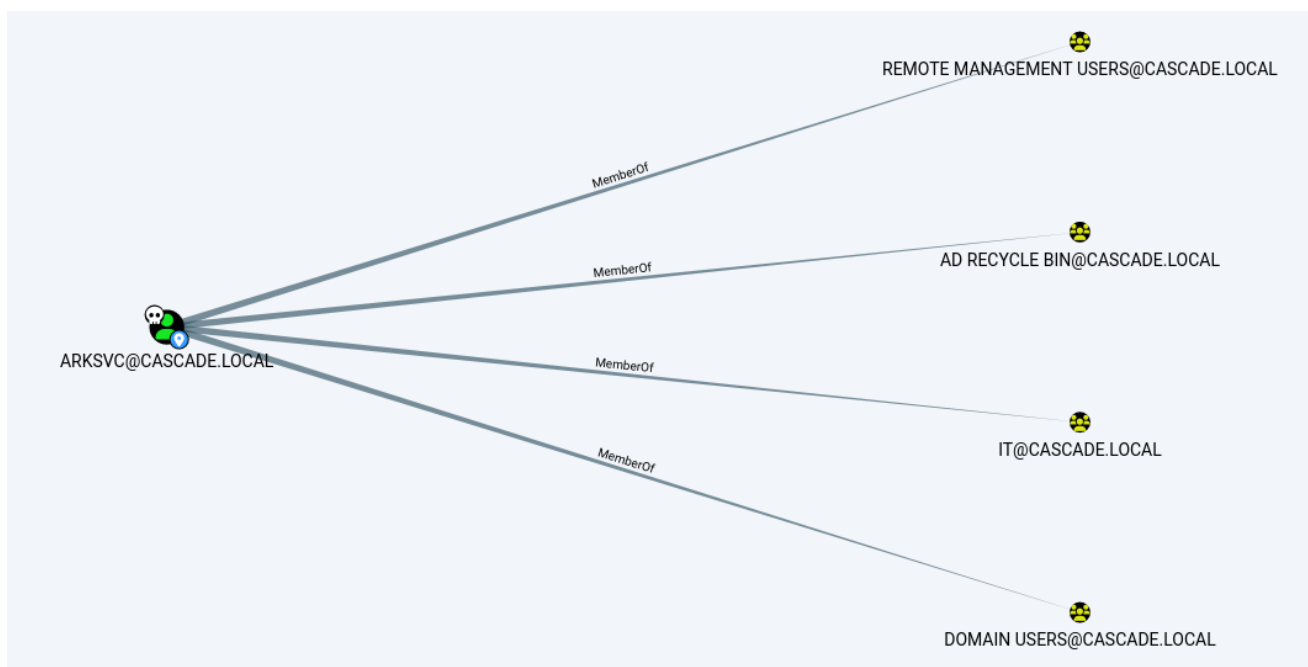 REMOTE MANAGEMENT USERS@CASCADE.LOCAL
MemberOf
AD RECYCLE BIN@CASCADE.LOCAL
MemberOf
ARKSVC@CASCADE.LOCAL
MemberOf
IT@CASCADE.LOCAL
MemberOf
DOMAIN USERS@CASCADE.LOCAL